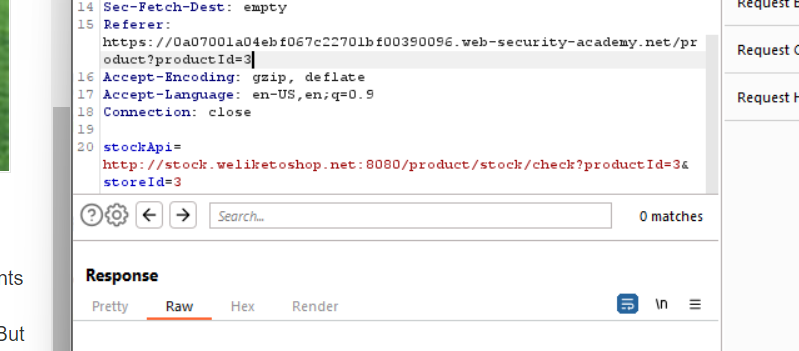 14 Sec-Fetch-Dest: empty
15 Referer:
https://0a07001a04ebf067c22701bf00390096.web-security-academy.net/pr
oduct?productId=3
16 Accept-Encoding: gzip, deflate
17 Accept-Language: en-US,en;q=0.9
18 Connection: close
19
20 stockApi=
http://stock.weliketoshop.net:8080/product/stock/check?productId=3&
storeId=3
Search...
0 matches
Response
Pretty Raw Hex Render
\n
nts
But
Request
Request
Request H